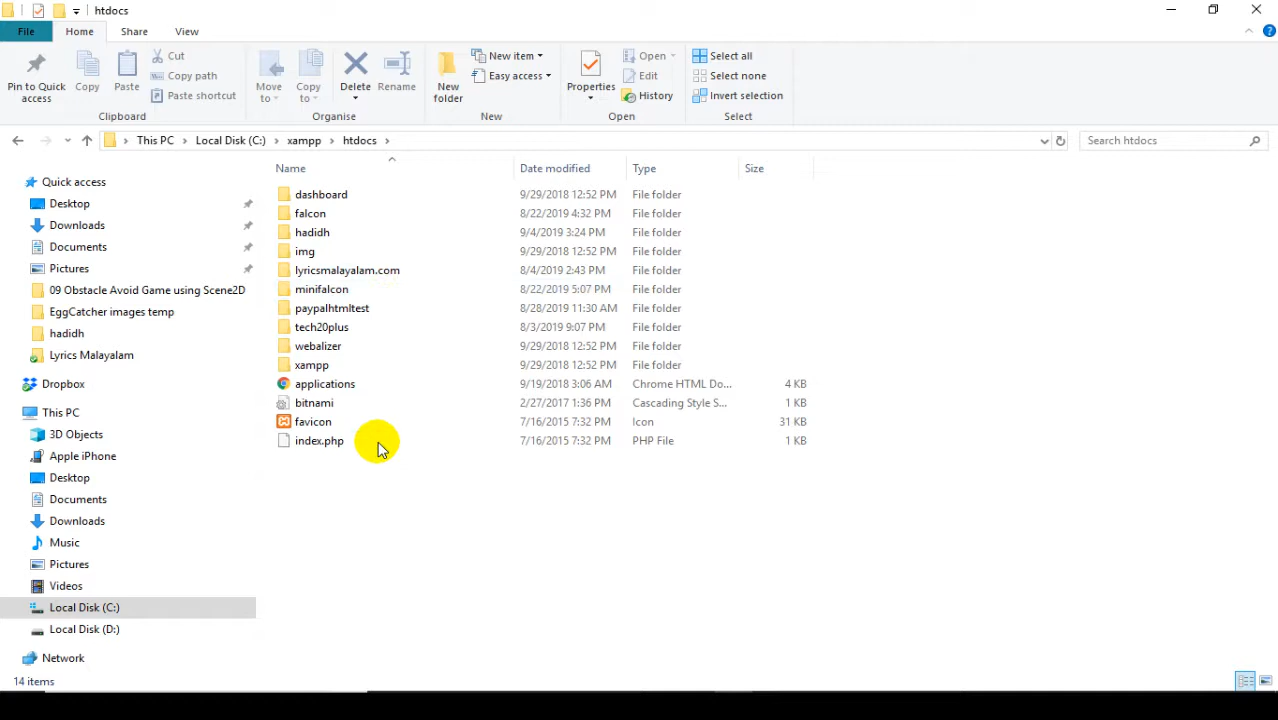 htdocs
File Home Share View
Pin to Quick access
Copy
Paste
Cut
Copy path
Paste shortcut
Clipboard
Move to
Copy to
Delete
Rename
Organise
New folder
New item
Easy access
New
Properties
Open
Edit
History
Open
Select all
Select none
Invert selection
Select
This PC Local Disk (C:) xampp htdocs
Search htdocs
Quick access
Desktop
Downloads
Documents
Pictures
09 Obstacle Avoid Game using Scene2D
EggCatcher images temp
hadidh
Lyrics Malayalam
Dropbox
This PC
3D Objects
Apple iPhone
Desktop
Documents
Downloads
Music
Pictures
Videos
Local Disk (C:)
Local Disk (D:)
Network
Name Date modified Type Size
dashboard 9/29/2018 12:52 PM File folder
falcon 8/22/2019 4:32 PM File folder
hadidh 9/4/2019 3:24 PM File folder
img 9/29/2018 12:52 PM File folder
lyricsmalayalam.com 8/4/2019 2:43 PM File folder
minifalcon 8/22/2019 5:07 PM File folder
paypalhtmltest 8/28/2019 11:30 AM File folder
tech20plus 8/3/2019 9:07 PM File folder
webalizer 9/29/2018 12:52 PM File folder
xampp 9/29/2018 12:52 PM File folder
applications 9/19/2018 3:06 AM Chrome HTML Do... 4 KB
bitnami 2/27/2017 1:36 PM Cascading Style S... 1 KB
favicon 7/16/2015 7:32 PM Icon 31 KB
index.php 7/16/2015 7:32 PM PHP File 1 KB
14 items